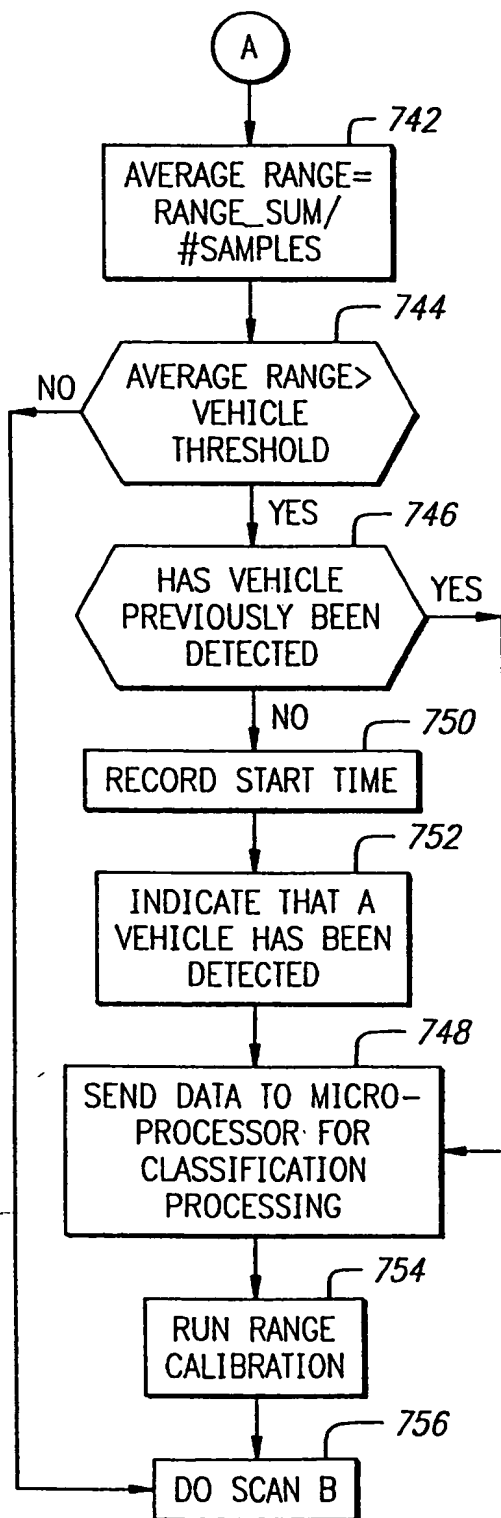 A
742
AVERAGE RANGE=
RANGE_SUM/
#SAMPLES
744
NO
AVERAGE RANGE>
VEHICLE
THRESHOLD
YES
746
HAS VEHICLE
PREVIOUSLY BEEN
DETECTED
YES
NO
750
RECORD START TIME
752
INDICATE THAT A
VEHICLE HAS BEEN
DETECTED
748
SEND DATA TO MICRO-
PROCESSOR FOR
CLASSIFICATION
PROCESSING
754
RUN RANGE
CALIBRATION
756
DO SCAN B